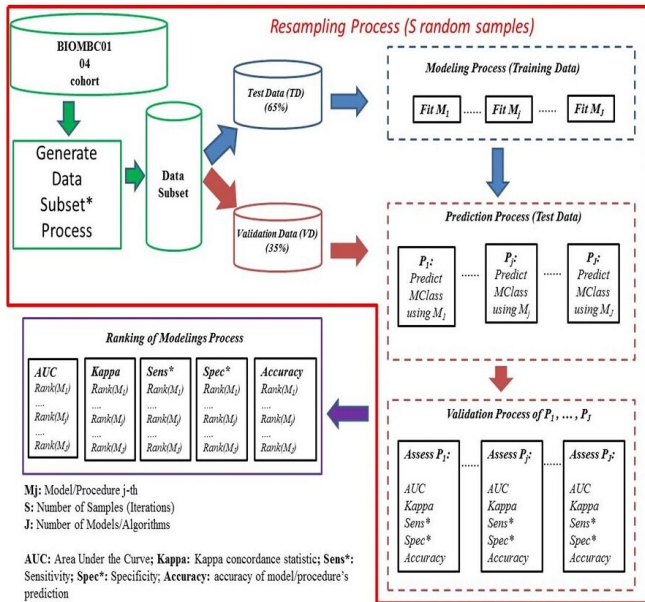 Resampling Process (S random samples)
BIOMBC01
04
cohort
Generate
Data
Subset*
Process
Data
Subset
Test Data (TD)
(65%)
Validation Data (VD)
(35%)
Modeling Process (Training Data)
Fit M1 ...... Fit Mj ...... Fit MJ
Prediction Process (Test Data)
P1:
Predict
MClass
using M1
......
Pj:
Predict
MClass
using Mj
......
PJ:
Predict
MClass
using MJ
Validation Process of P1 , ... , PJ
Assess P1:
AUC
Kappa
Sens*
Spec*
Accuracy
......
Assess Pj:
AUC
Kappa
Sens*
Spec*
Accuracy
......
Assess PJ:
AUC
Kappa
Sens*
Spec*
Accuracy
Ranking of Modelings Process
AUC
Rank(M1)
....
Rank(Mj)
....
Rank(MJ)
Kappa
Rank(M1)
....
Rank(Mj)
....
Rank(MJ)
Sens*
Rank(M1)
....
Rank(Mj)
....
Rank(MJ)
Spec*
Rank(M1)
....
Rank(Mj)
....
Rank(MJ)
Accuracy
Rank(M1)
....
Rank(Mj)
....
Rank(MJ)
Mj: Model/Procedure j-th
S: Number of Samples (Iterations)
J: Number of Models/Algorithms
AUC: Area Under the Curve; Kappa: Kappa concordance statistic; Sens*:
Sensitivity; Spec*: Specificity; Accuracy: accuracy of model/procedure's
prediction